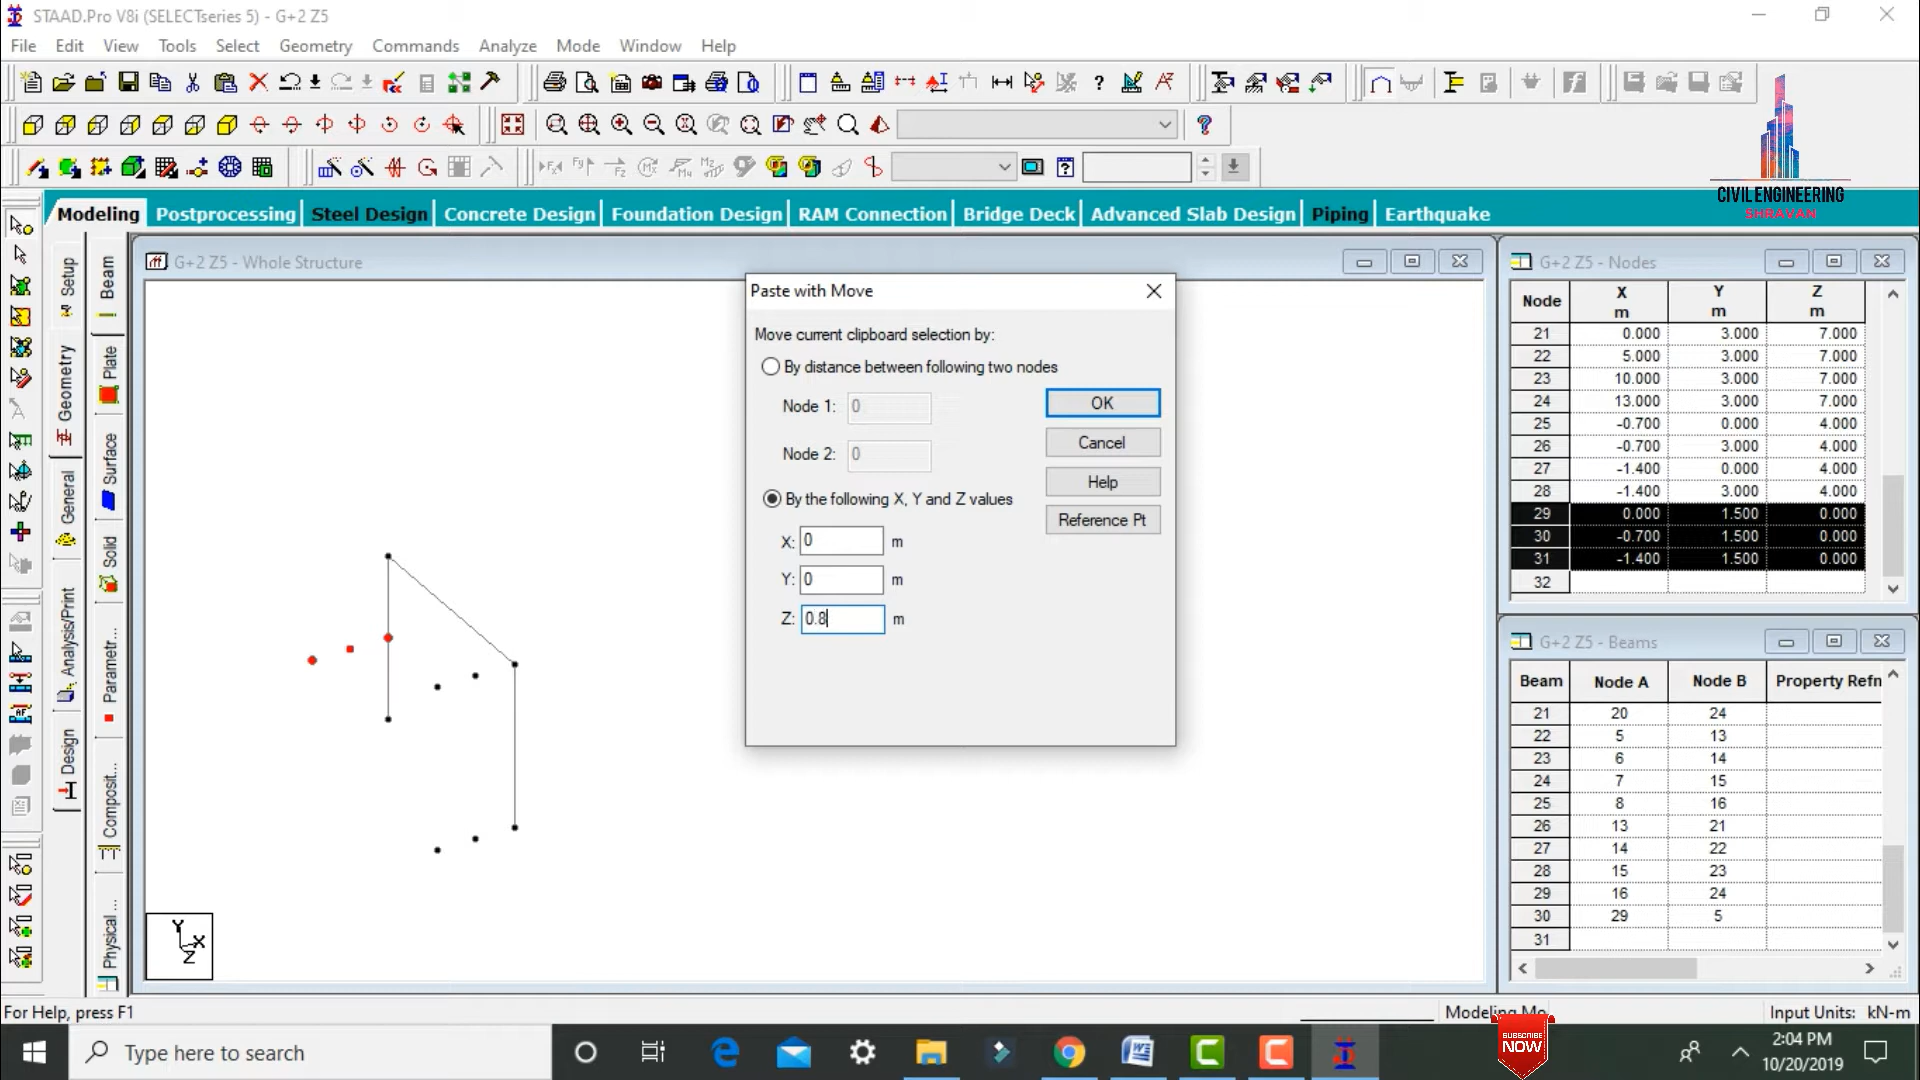 STAAD.Pro V8i (SELECTseries 5) - G+2 Z5
File Edit View Tools Select Geometry Commands Analyze Mode Window Help
CIVILENGINEERING
SHRAVAN
Modeling Postprocessing Steel Design Concrete Design Foundation Design RAM Connection Bridge Deck Advanced Slab Design Piping Earthquake
Setup
Geometry
General
Analysis/Print
Design
Beam
Plate
Surface
Solid
Parametr...
Composit...
Physical ...
G+2 Z5 - Whole Structure
Paste with Move
Move current clipboard selection by:
By distance between following two nodes
Node 1: 0
Node 2: 0
By the following X, Y and Z values
X: 0 m
Y: 0 m
Z: 0.8 m
OK
Cancel
Help
Reference Pt
Y
X
Z
G+2 Z5 - Nodes
Node X m Y m Z m
21 0.000 3.000 7.000
22 5.000 3.000 7.000
23 10.000 3.000 7.000
24 13.000 3.000 7.000
25 -0.700 0.000 4.000
26 -0.700 3.000 4.000
27 -1.400 0.000 4.000
28 -1.400 3.000 4.000
29 0.000 1.500 0.000
30 -0.700 1.500 0.000
31 -1.400 1.500 0.000
32
G+2 Z5 - Beams
Beam Node A Node B Property Refn
21 20 24
22 5 13
23 6 14
24 7 15
25 8 16
26 13 21
27 14 22
28 15 23
29 16 24
30 29 5
31
For Help, press F1
Modeling Mo
Input Units: kN-m
SUBSCRIBE
NOW
Type here to search
2:04 PM
10/20/2019